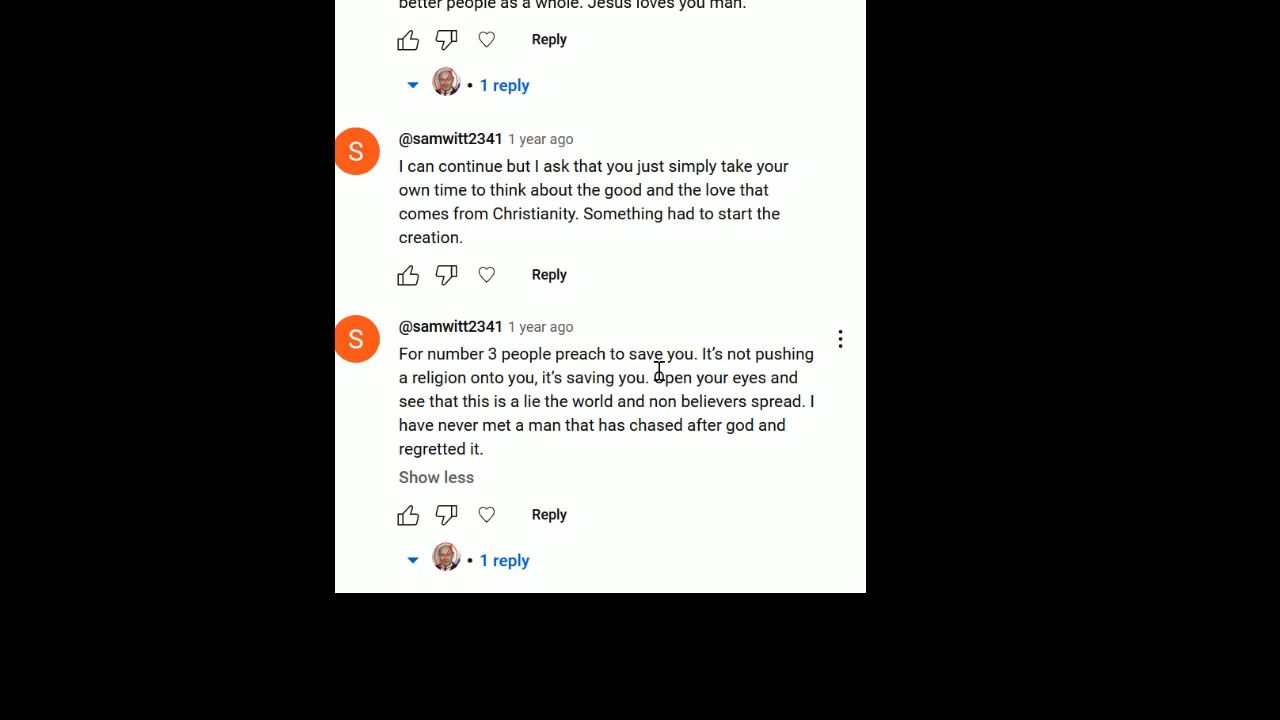 better people as a whole. Jesus loves you man.
Reply
1 reply
S
@samwitt2341 1 year ago
I can continue but I ask that you just simply take your
own time to think about the good and the love that
comes from Christianity. Something had to start the
creation.
Reply
S
@samwitt2341 1 year ago
For number 3 people preach to save you. It’s not pushing
a religion onto you, it’s saving you. Open your eyes and
see that this is a lie the world and non believers spread. I
have never met a man that has chased after god and
regretted it.
Show less
Reply
1 reply